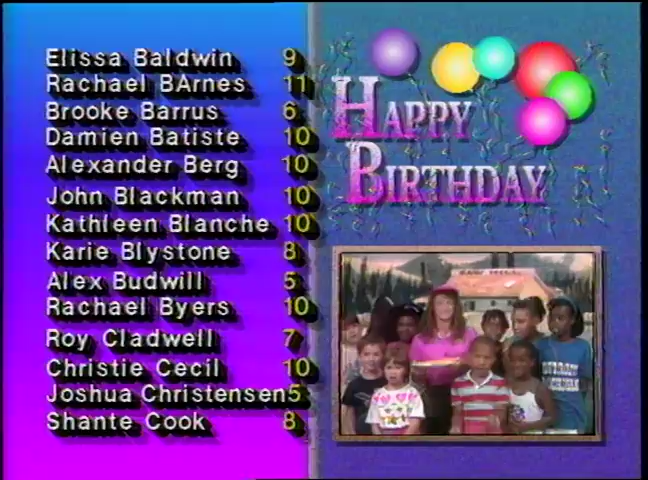 Elissa Baldwin 9
Rachael BArnes 11
Brooke Barrus 6
Damien Batiste 10
Alexander Berg 10
John Blackman 10
Kathleen Blanche 10
Karie Blystone 8
Alex Budwill 5
Rachael Byers 10
Roy Cladwell 7
Christie Cecil 10
Joshua Christensen 5
Shante Cook 8
HAPPY
BIRTHDAY
SAW MILL